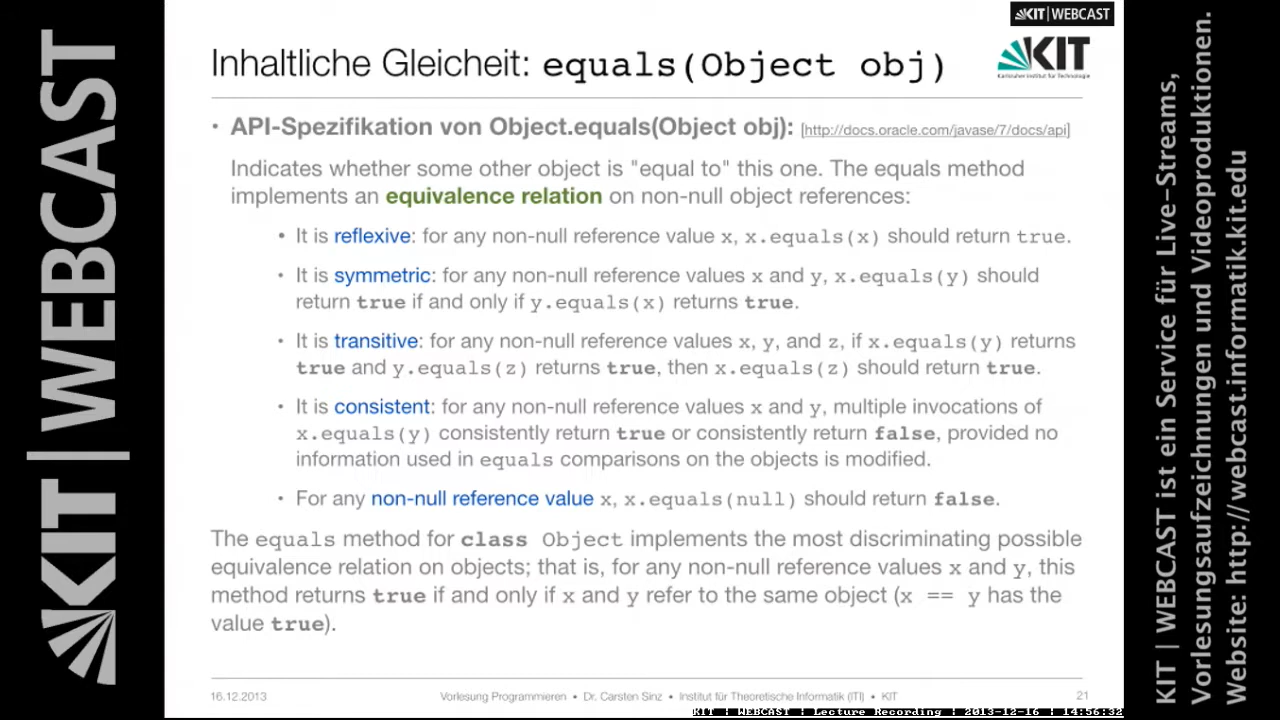 KIT | WEBCAST
KIT|WEBCAST
Inhaltliche Gleicheit: equals(Object obj)
KIT
Karlsruher Institut für Technologie
• API-Spezifikation von Object.equals(Object obj): [http://docs.oracle.com/javase/7/docs/api]
Indicates whether some other object is "equal to" this one. The equals method
implements an equivalence relation on non-null object references:
• It is reflexive: for any non-null reference value x, x.equals(x) should return true.
• It is symmetric: for any non-null reference values x and y, x.equals(y) should
return true if and only if y.equals(x) returns true.
• It is transitive: for any non-null reference values x, y, and z, if x.equals(y) returns
true and y.equals(z) returns true, then x.equals(z) should return true.
• It is consistent: for any non-null reference values x and y, multiple invocations of
x.equals(y) consistently return true or consistently return false, provided no
information used in equals comparisons on the objects is modified.
• For any non-null reference value x, x.equals(null) should return false.
The equals method for class Object implements the most discriminating possible
equivalence relation on objects; that is, for any non-null reference values x and y, this
method returns true if and only if x and y refer to the same object (x == y has the
value true).
16.12.2013 Vorlesung Programmieren • Dr. Carsten Sinz • Institut für Theoretische Informatik (ITI) • KIT 21
KIT | WEBCAST | Lecture Recording | 2013-12-16 | 14:56:32
KIT | WEBCAST ist ein Service für Live-Streams,
Vorlesungsaufzeichnungen und Videoproduktionen.
Website: http://webcast.informatik.kit.edu